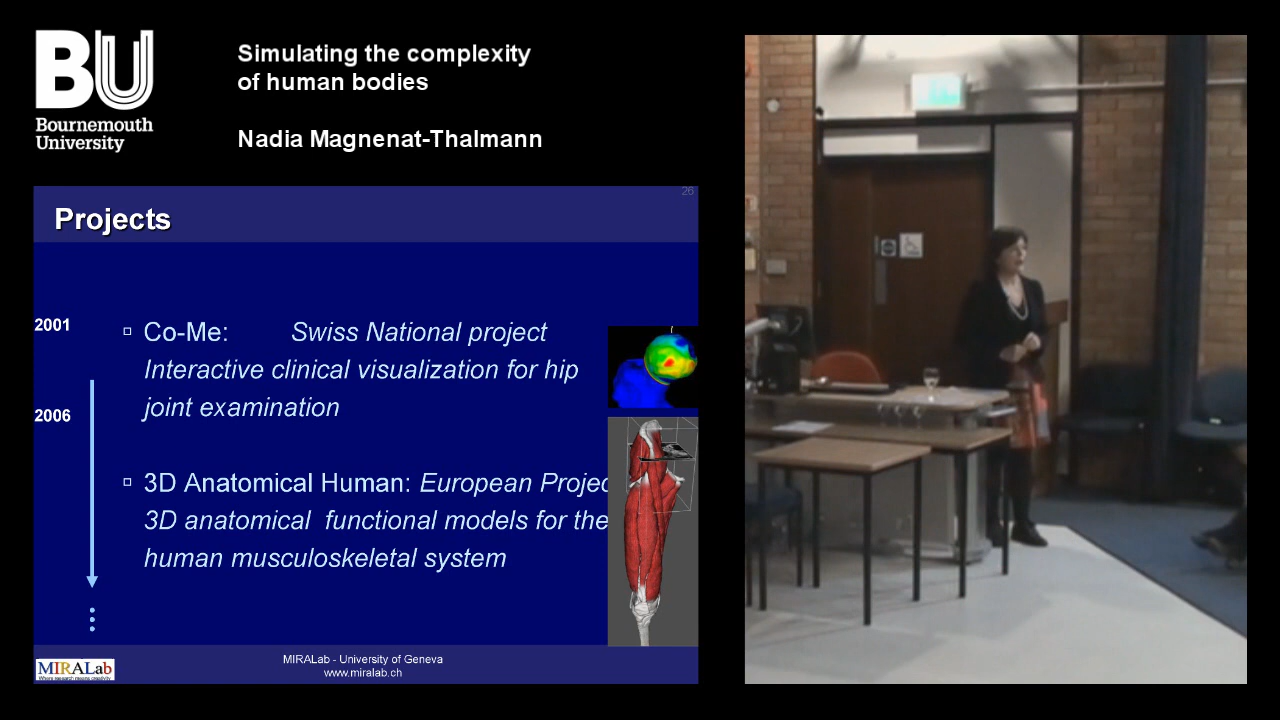 BU
Bournemouth
University
Simulating the complexity
of human bodies
Nadia Magnenat-Thalmann
26
Projects
2001
Co-Me: Swiss National project
Interactive clinical visualization for hip
joint examination
2006
3D Anatomical Human: European Projec
3D anatomical functional models for the
human musculoskeletal system
MIRALab
MIRALab - University of Geneva
www.miralab.ch